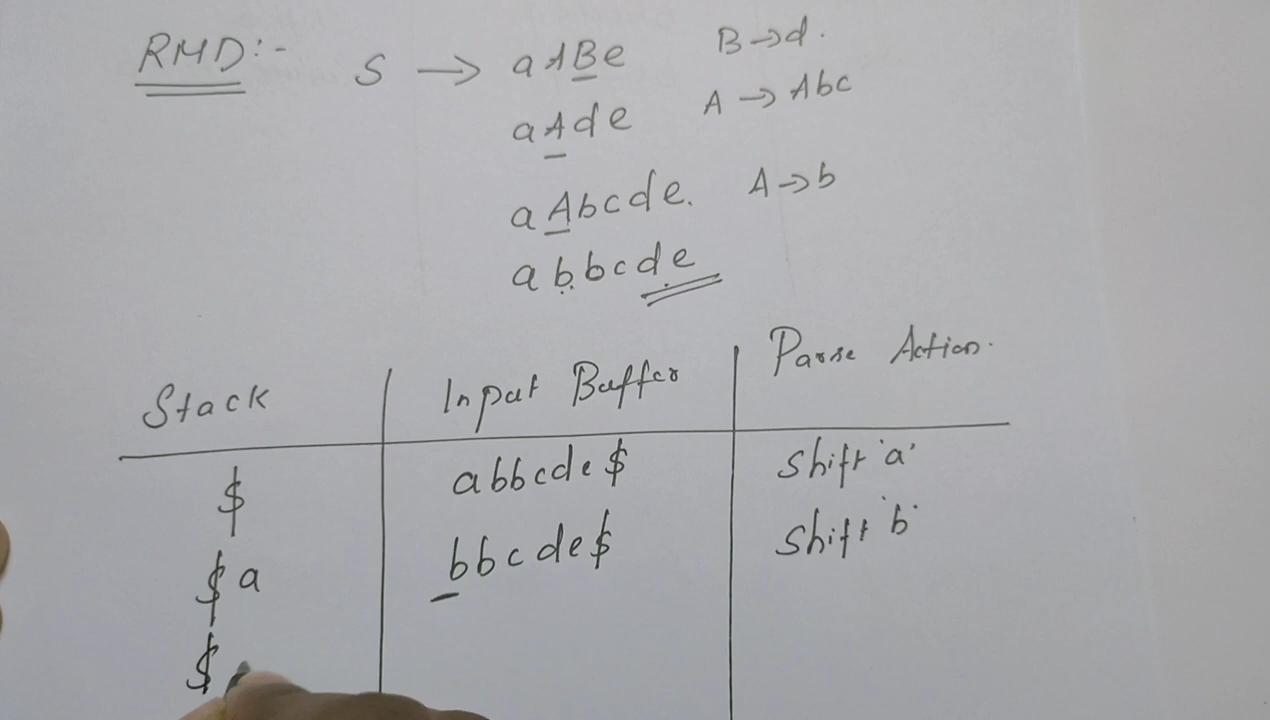 RMD:- S → aABe B→d.
aAde A→Abc
aAbcde. A→b
abbcde
Stack Input Buffer Parse Action.
$ abbcde$ Shift 'a'
$a bbcde$ Shift 'b'
$